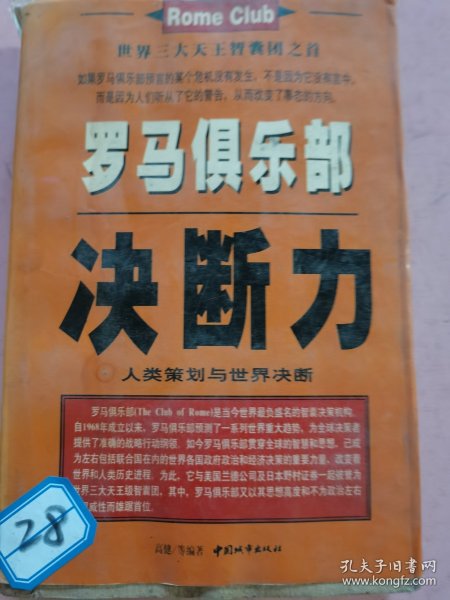 Rome Club
世界三大天王智囊团之首
如果罗马俱乐部预言的某个危机没有发生，不是因为它没有言中，
而是因为人们听从了它的警告，从而改变了事态的方向。
罗马俱乐部
决断力
人类策划与世界决断
罗马俱乐部(The Club of Rome)是当今世界最负盛名的智囊决策机构。
自1968年成立以来，罗马俱乐部预测了一系列世界重大趋势，为全球决策者
提供了准确的战略行动纲领。如今罗马俱乐部贯穿全球的智慧和思想，已成
为左右包括联合国在内的世界各国政府政治和经济决策的重要力量，改变着
世界和人类历史进程。为此，它与美国兰德公司及日本野村证券一起被誉为
世界三大天王级智囊团，其中，罗马俱乐部又以其思想高度和不为政治左右
威性而雄踞首位。
28
高健/等编著
中国城市出版社
孔夫子旧书网
www.kongfz.com